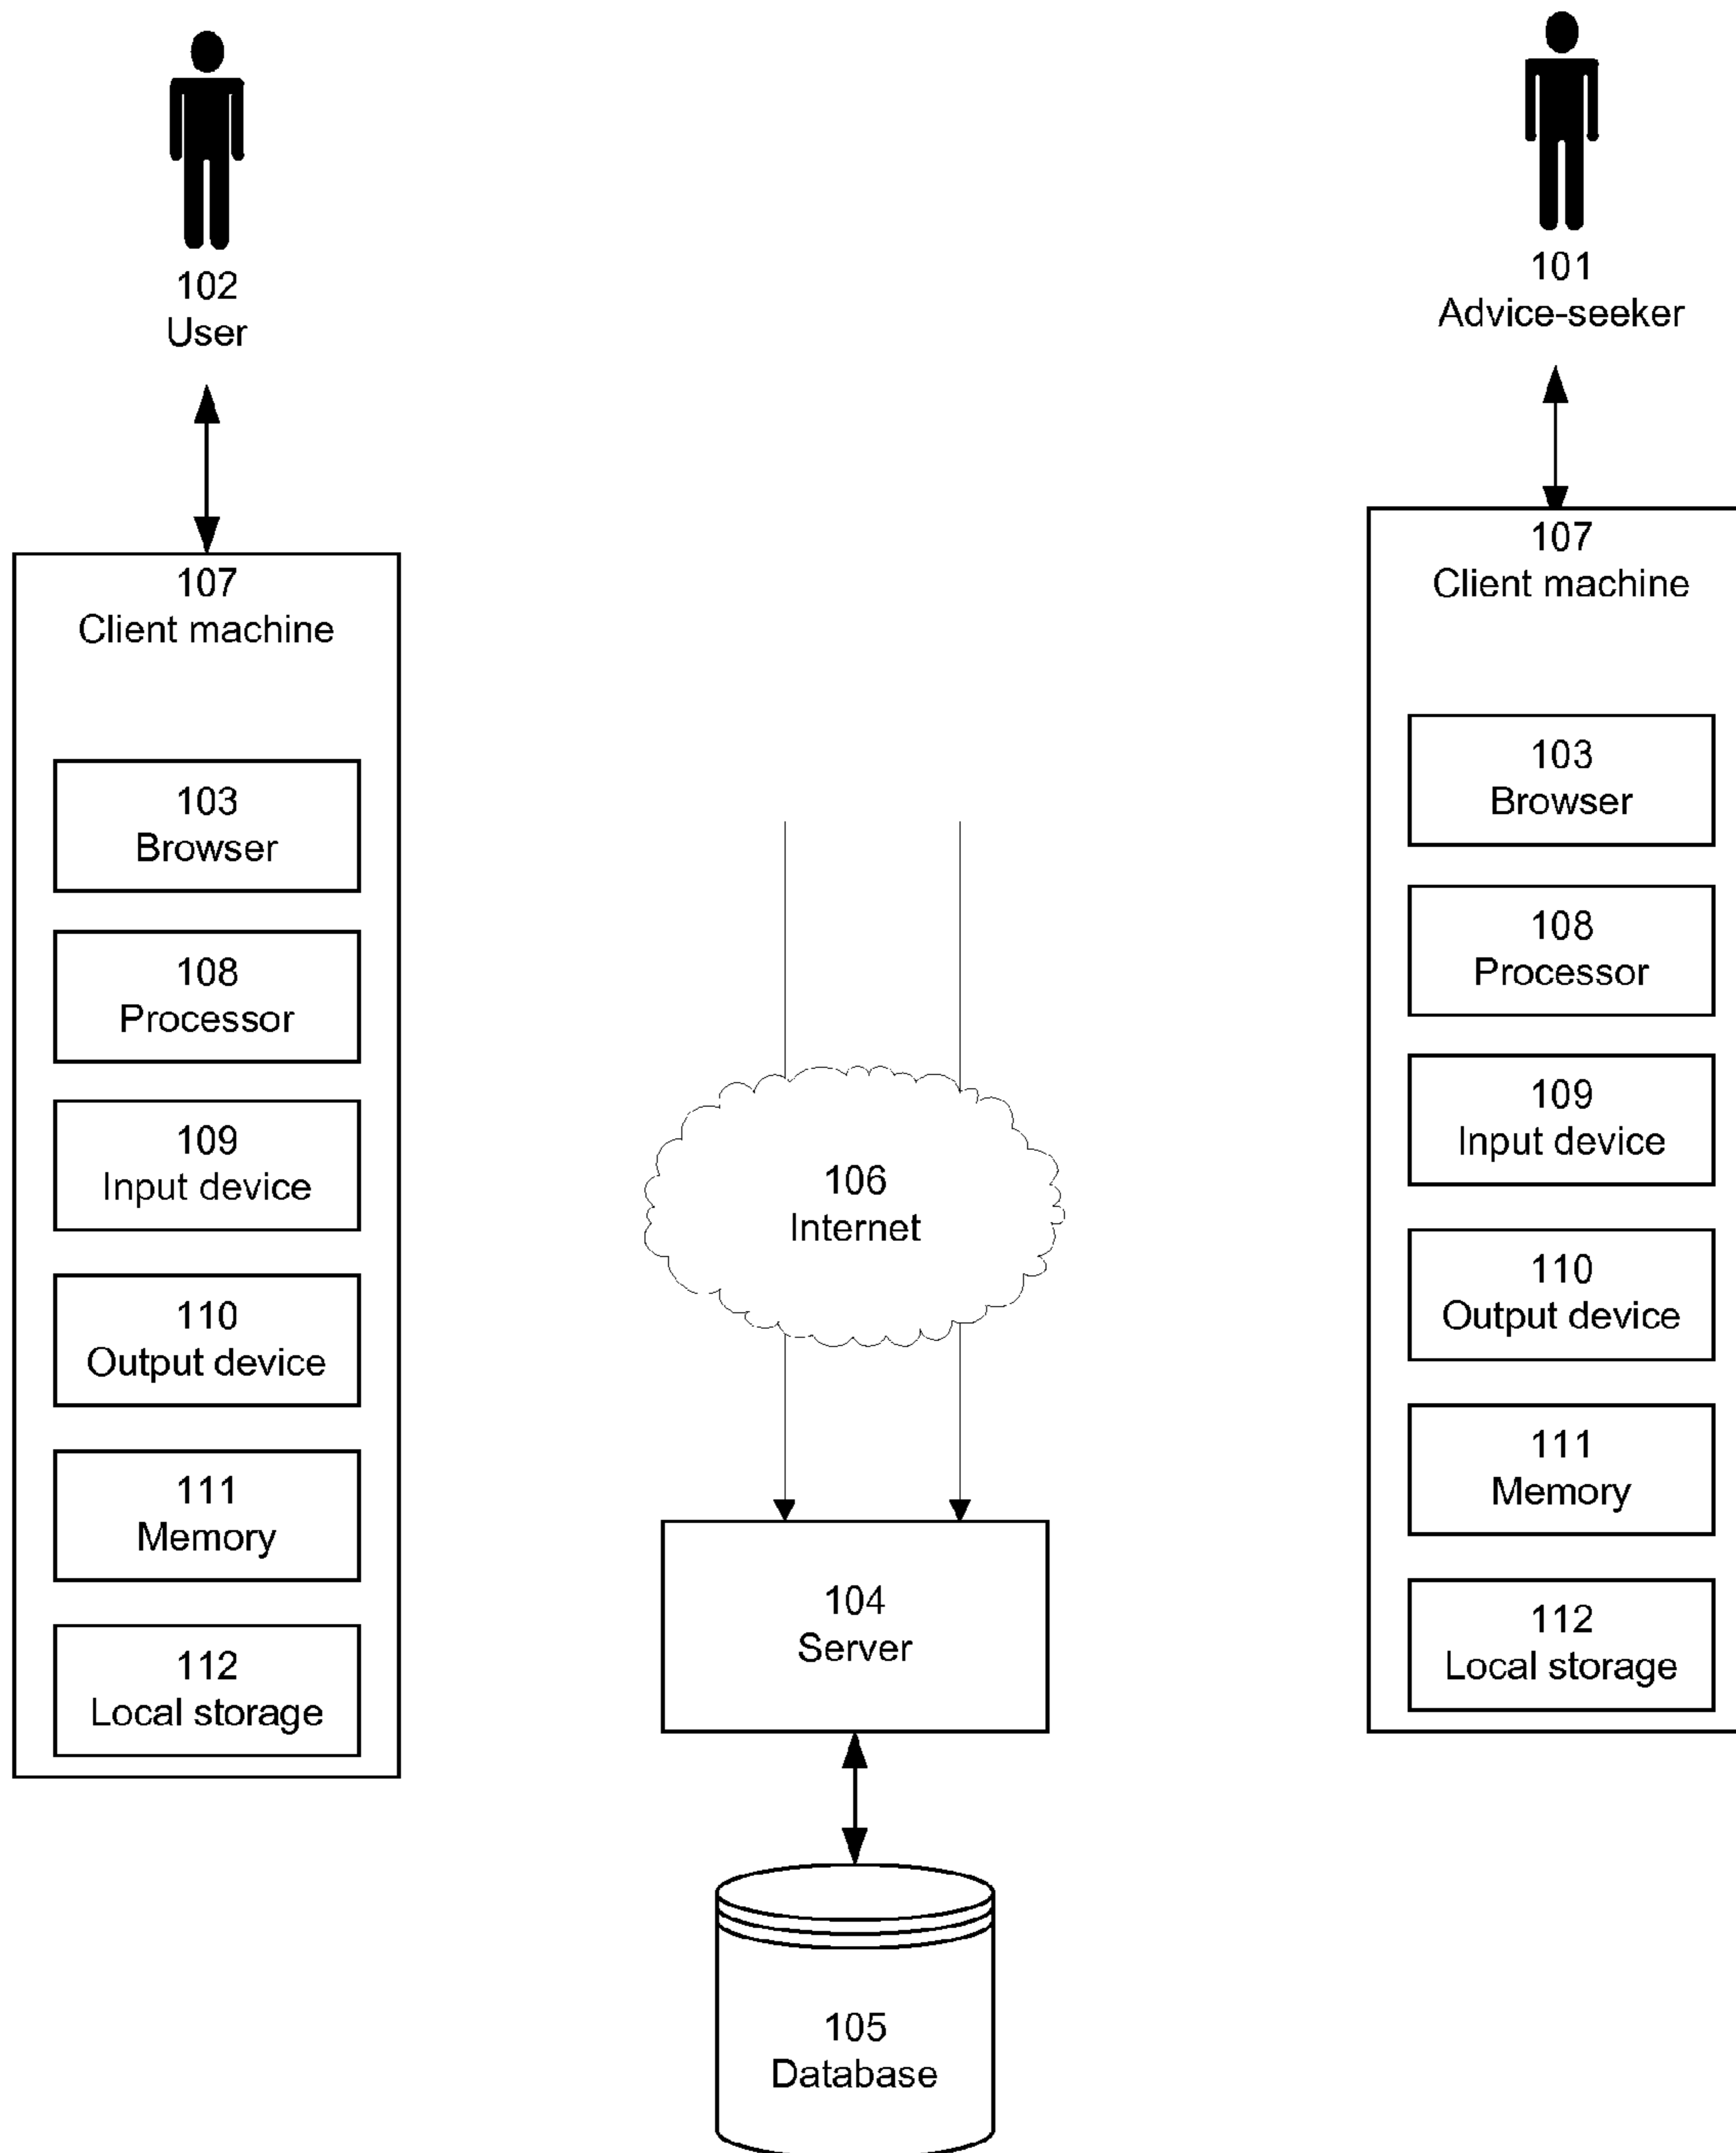 102
User
101
Advice-seeker
107
Client machine
103
Browser
108
Processor
109
Input device
110
Output device
111
Memory
112
Local storage
106
Internet
104
Server
105
Database
107
Client machine
103
Browser
108
Processor
109
Input device
110
Output device
111
Memory
112
Local storage